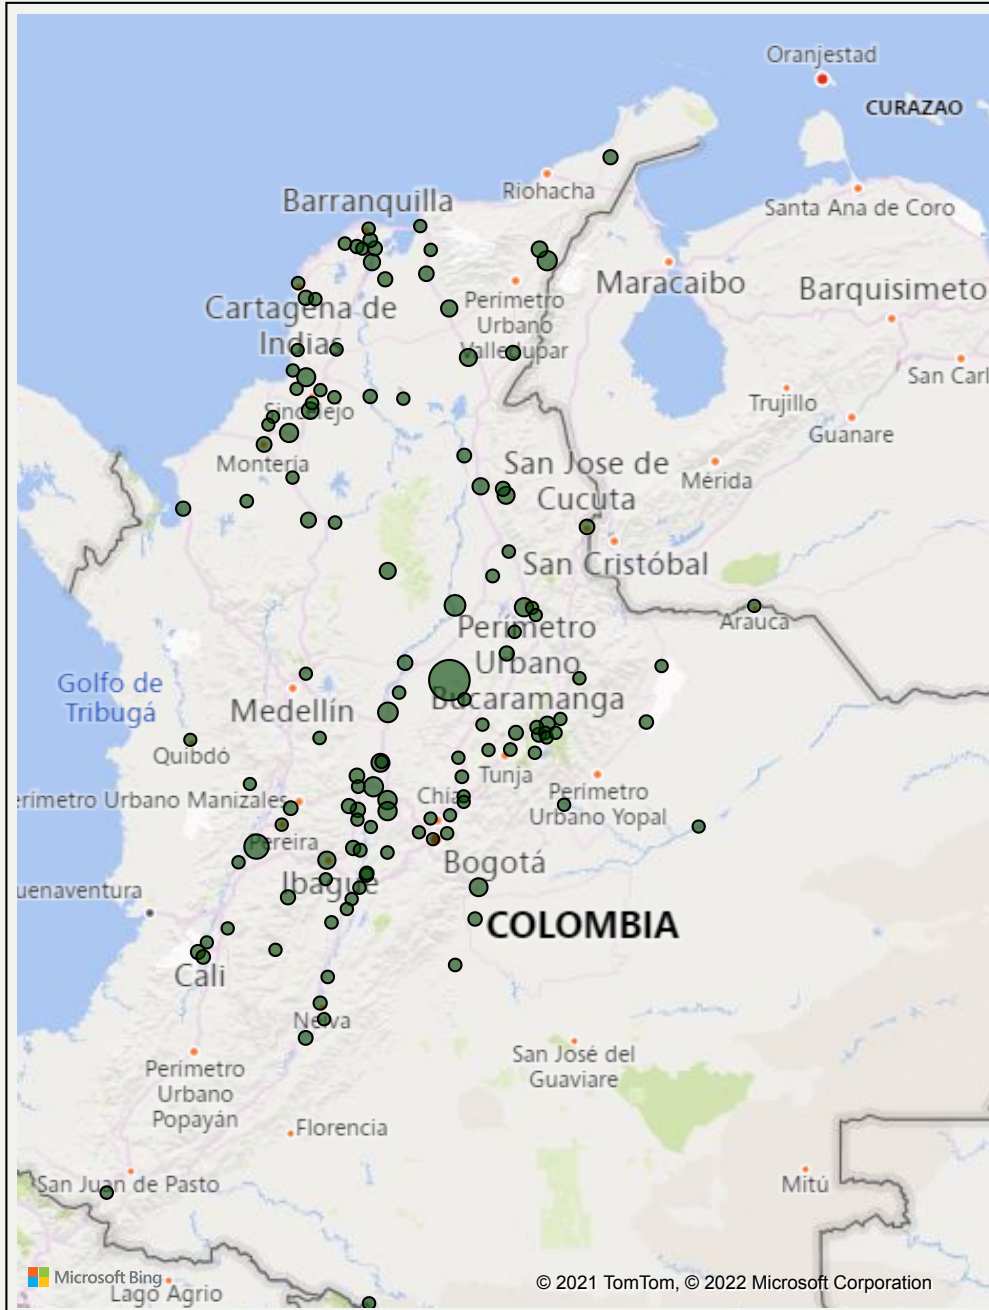 Oranjestad
CURAZAO
Riohacha
Barranquilla
Santa Ana de Coro
Maracaibo
Barquisimeto
Perímetro
Urbano
Valledupar
Cartagena de
Indias
San Carl
Trujillo
Sincelejo
Guanare
Montería
San Jose de
Cucuta
Mérida
San Cristóbal
Arauca
Perímetro
Urbano
Bucaramanga
Golfo de
Tribugá
Medellín
Quibdó
Tunja
erímetro Urbano Manizales
Chía
Perímetro
Urbano Yopal
Pereira
Bogotá
Ibague
uenaventura
COLOMBIA
Cali
Neiva
San José del
Guaviare
Perímetro
Urbano
Popayán
Florencia
San Juan de Pasto
Mitú
Microsoft Bing
Lago Agrio
© 2021 TomTom, © 2022 Microsoft Corporation